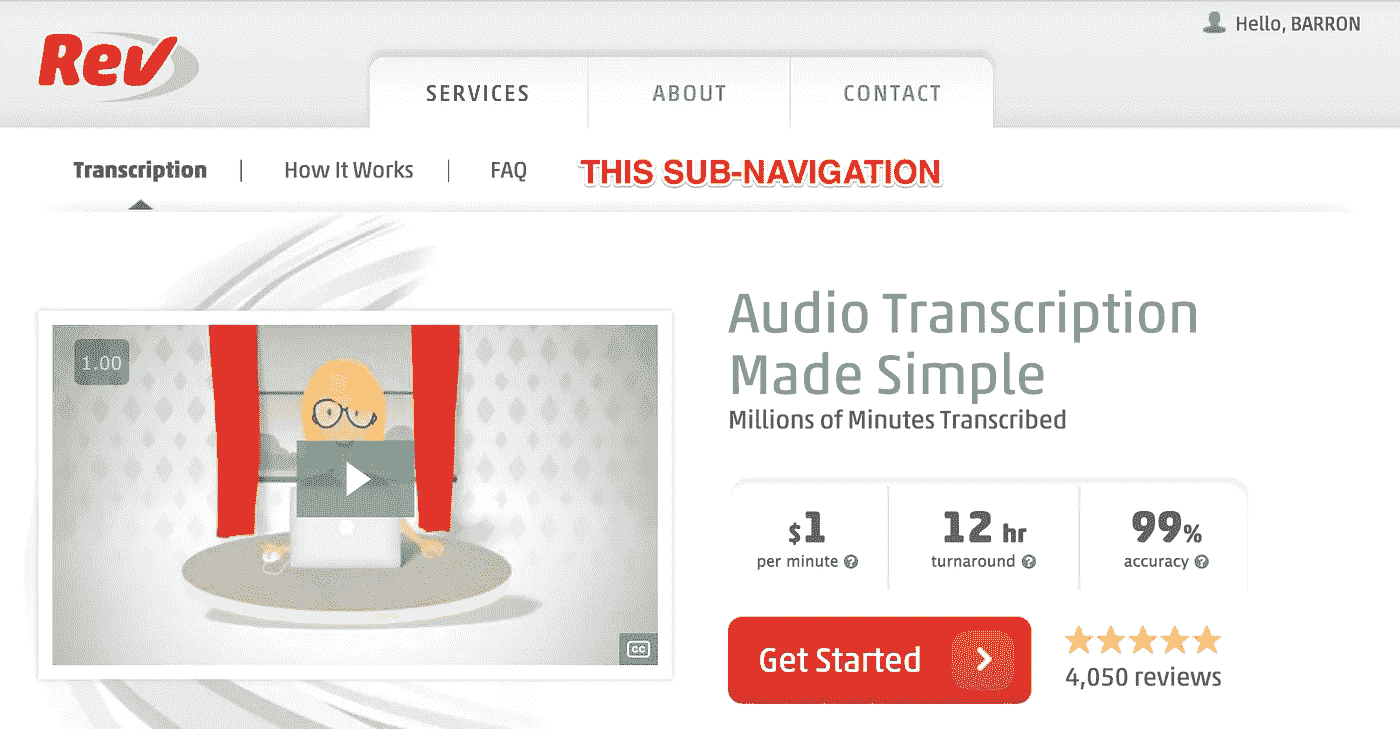 Hello, BARRON
Rev
SERVICES ABOUT CONTACT
Transcription | How It Works | FAQ THIS SUB-NAVIGATION
1.00
CC
Audio Transcription
Made Simple
Millions of Minutes Transcribed
$1 12 hr 99%
per minute ? turnaround ? accuracy ?
Get Started
4,050 reviews